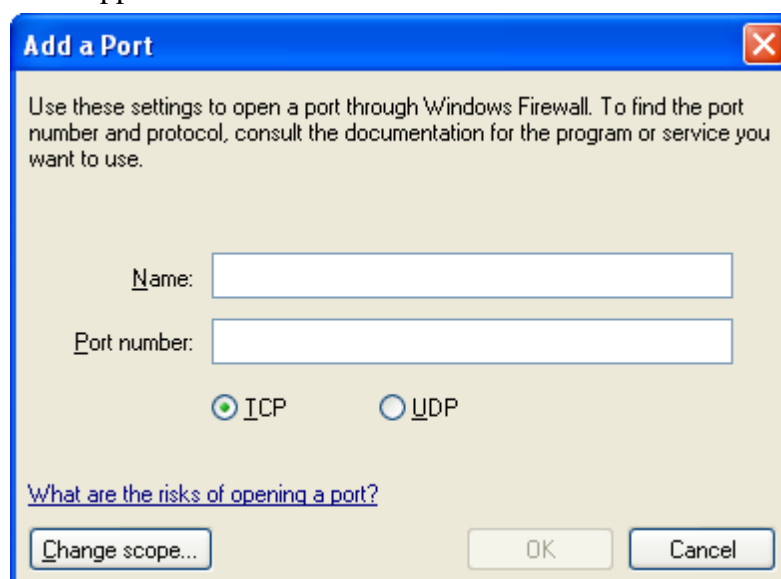 Add a Port
Use these settings to open a port through Windows Firewall. To find the port
number and protocol, consult the documentation for the program or service you
want to use.
Name:
Port number:
TCP UDP
What are the risks of opening a port?
Change scope... OK Cancel